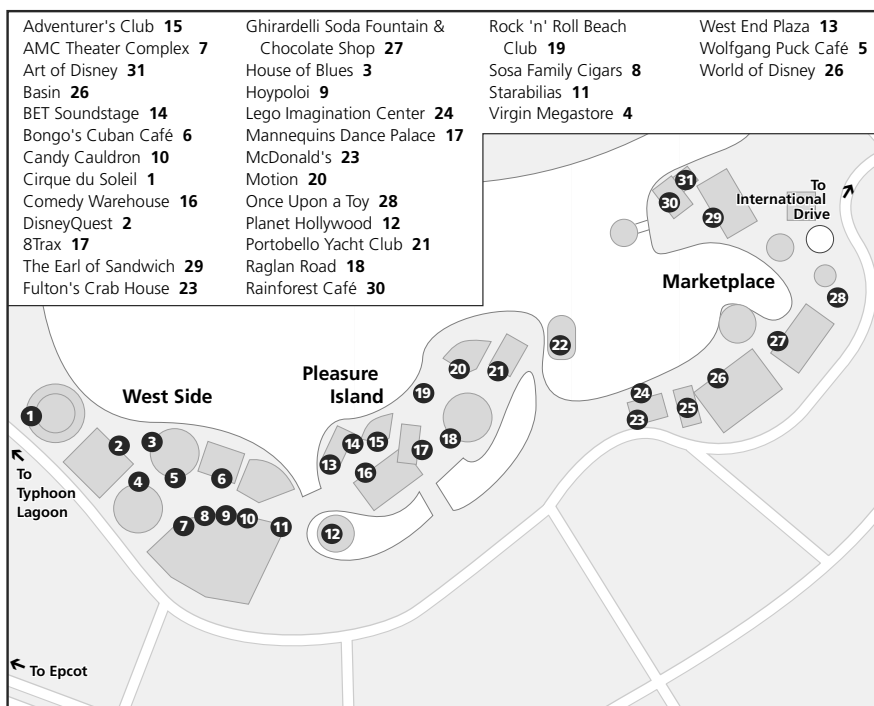 Adventurer's Club 15
AMC Theater Complex 7
Art of Disney 31
Basin 26
BET Soundstage 14
Bongo's Cuban Café 6
Candy Cauldron 10
Cirque du Soleil 1
Comedy Warehouse 16
DisneyQuest 2
8Trax 17
The Earl of Sandwich 29
Fulton's Crab House 23
Ghirardelli Soda Fountain &
Chocolate Shop 27
House of Blues 3
Hoypoloi 9
Lego Imagination Center 24
Mannequins Dance Palace 17
McDonald's 23
Motion 20
Once Upon a Toy 28
Planet Hollywood 12
Portobello Yacht Club 21
Raglan Road 18
Rainforest Café 30
Rock 'n' Roll Beach
Club 19
Sosa Family Cigars 8
Starabilias 11
Virgin Megastore 4
West End Plaza 13
Wolfgang Puck Café 5
World of Disney 26
31
30
29
To
International
Drive
Marketplace
28
27
26
25
24
23
22
21
20
19
Pleasure
Island
18
17
16
15
14
13
12
West Side
1
2
3
4
5
6
7
8
9
10
11
To
Typhoon
Lagoon
To Epcot